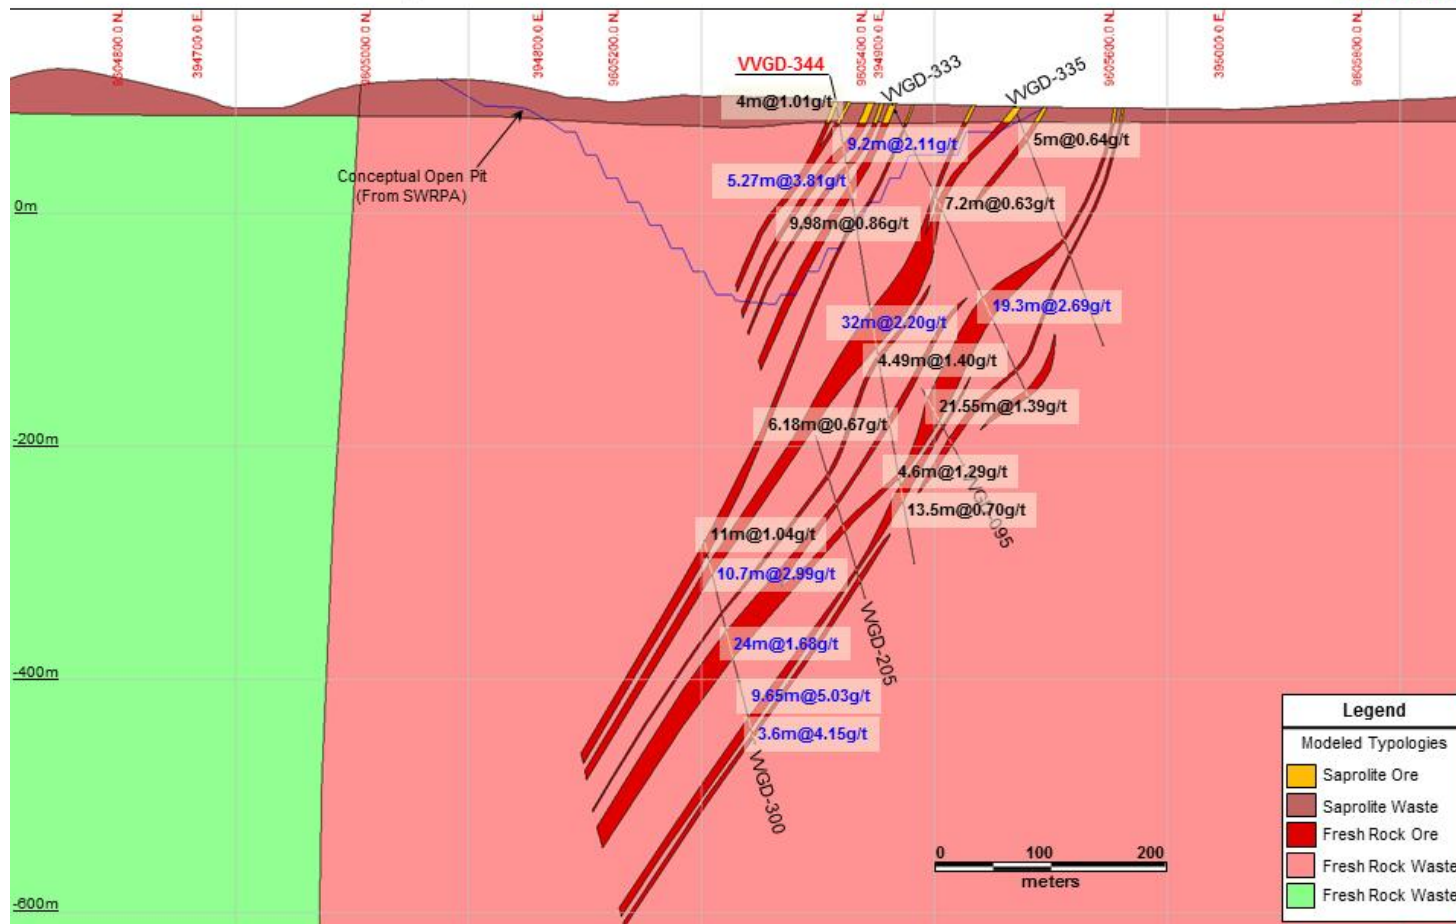 9604800.0 N
394700.0 E
9605000.0 N
394800.0 E
9605200.0 N
9605400.0 N
394900.0 E
9605600.0 N
395000.0 E
9605800.0 N
VVGD-344
VVGD-333
VVGD-335
4m@1.01g/t
9.2m@2.11g/t
5m@0.64g/t
Conceptual Open Pit
(From SWRPA)
5.27m@3.81g/t
0m
9.98m@0.86g/t
7.2m@0.63g/t
32m@2.20g/t
19.3m@2.69g/t
4.49m@1.40g/t
21.55m@1.39g/t
6.18m@0.67g/t
-200m
4.6m@1.29g/t
13.5m@0.70g/t
VVGD-095
11m@1.04g/t
10.7m@2.99g/t
24m@1.68g/t
VVGD-205
-400m
9.65m@5.03g/t
3.6m@4.15g/t
VVGD-300
-600m
0 100 200
meters
Legend
Modeled Typologies
Saprolite Ore
Saprolite Waste
Fresh Rock Ore
Fresh Rock Waste
Fresh Rock Waste